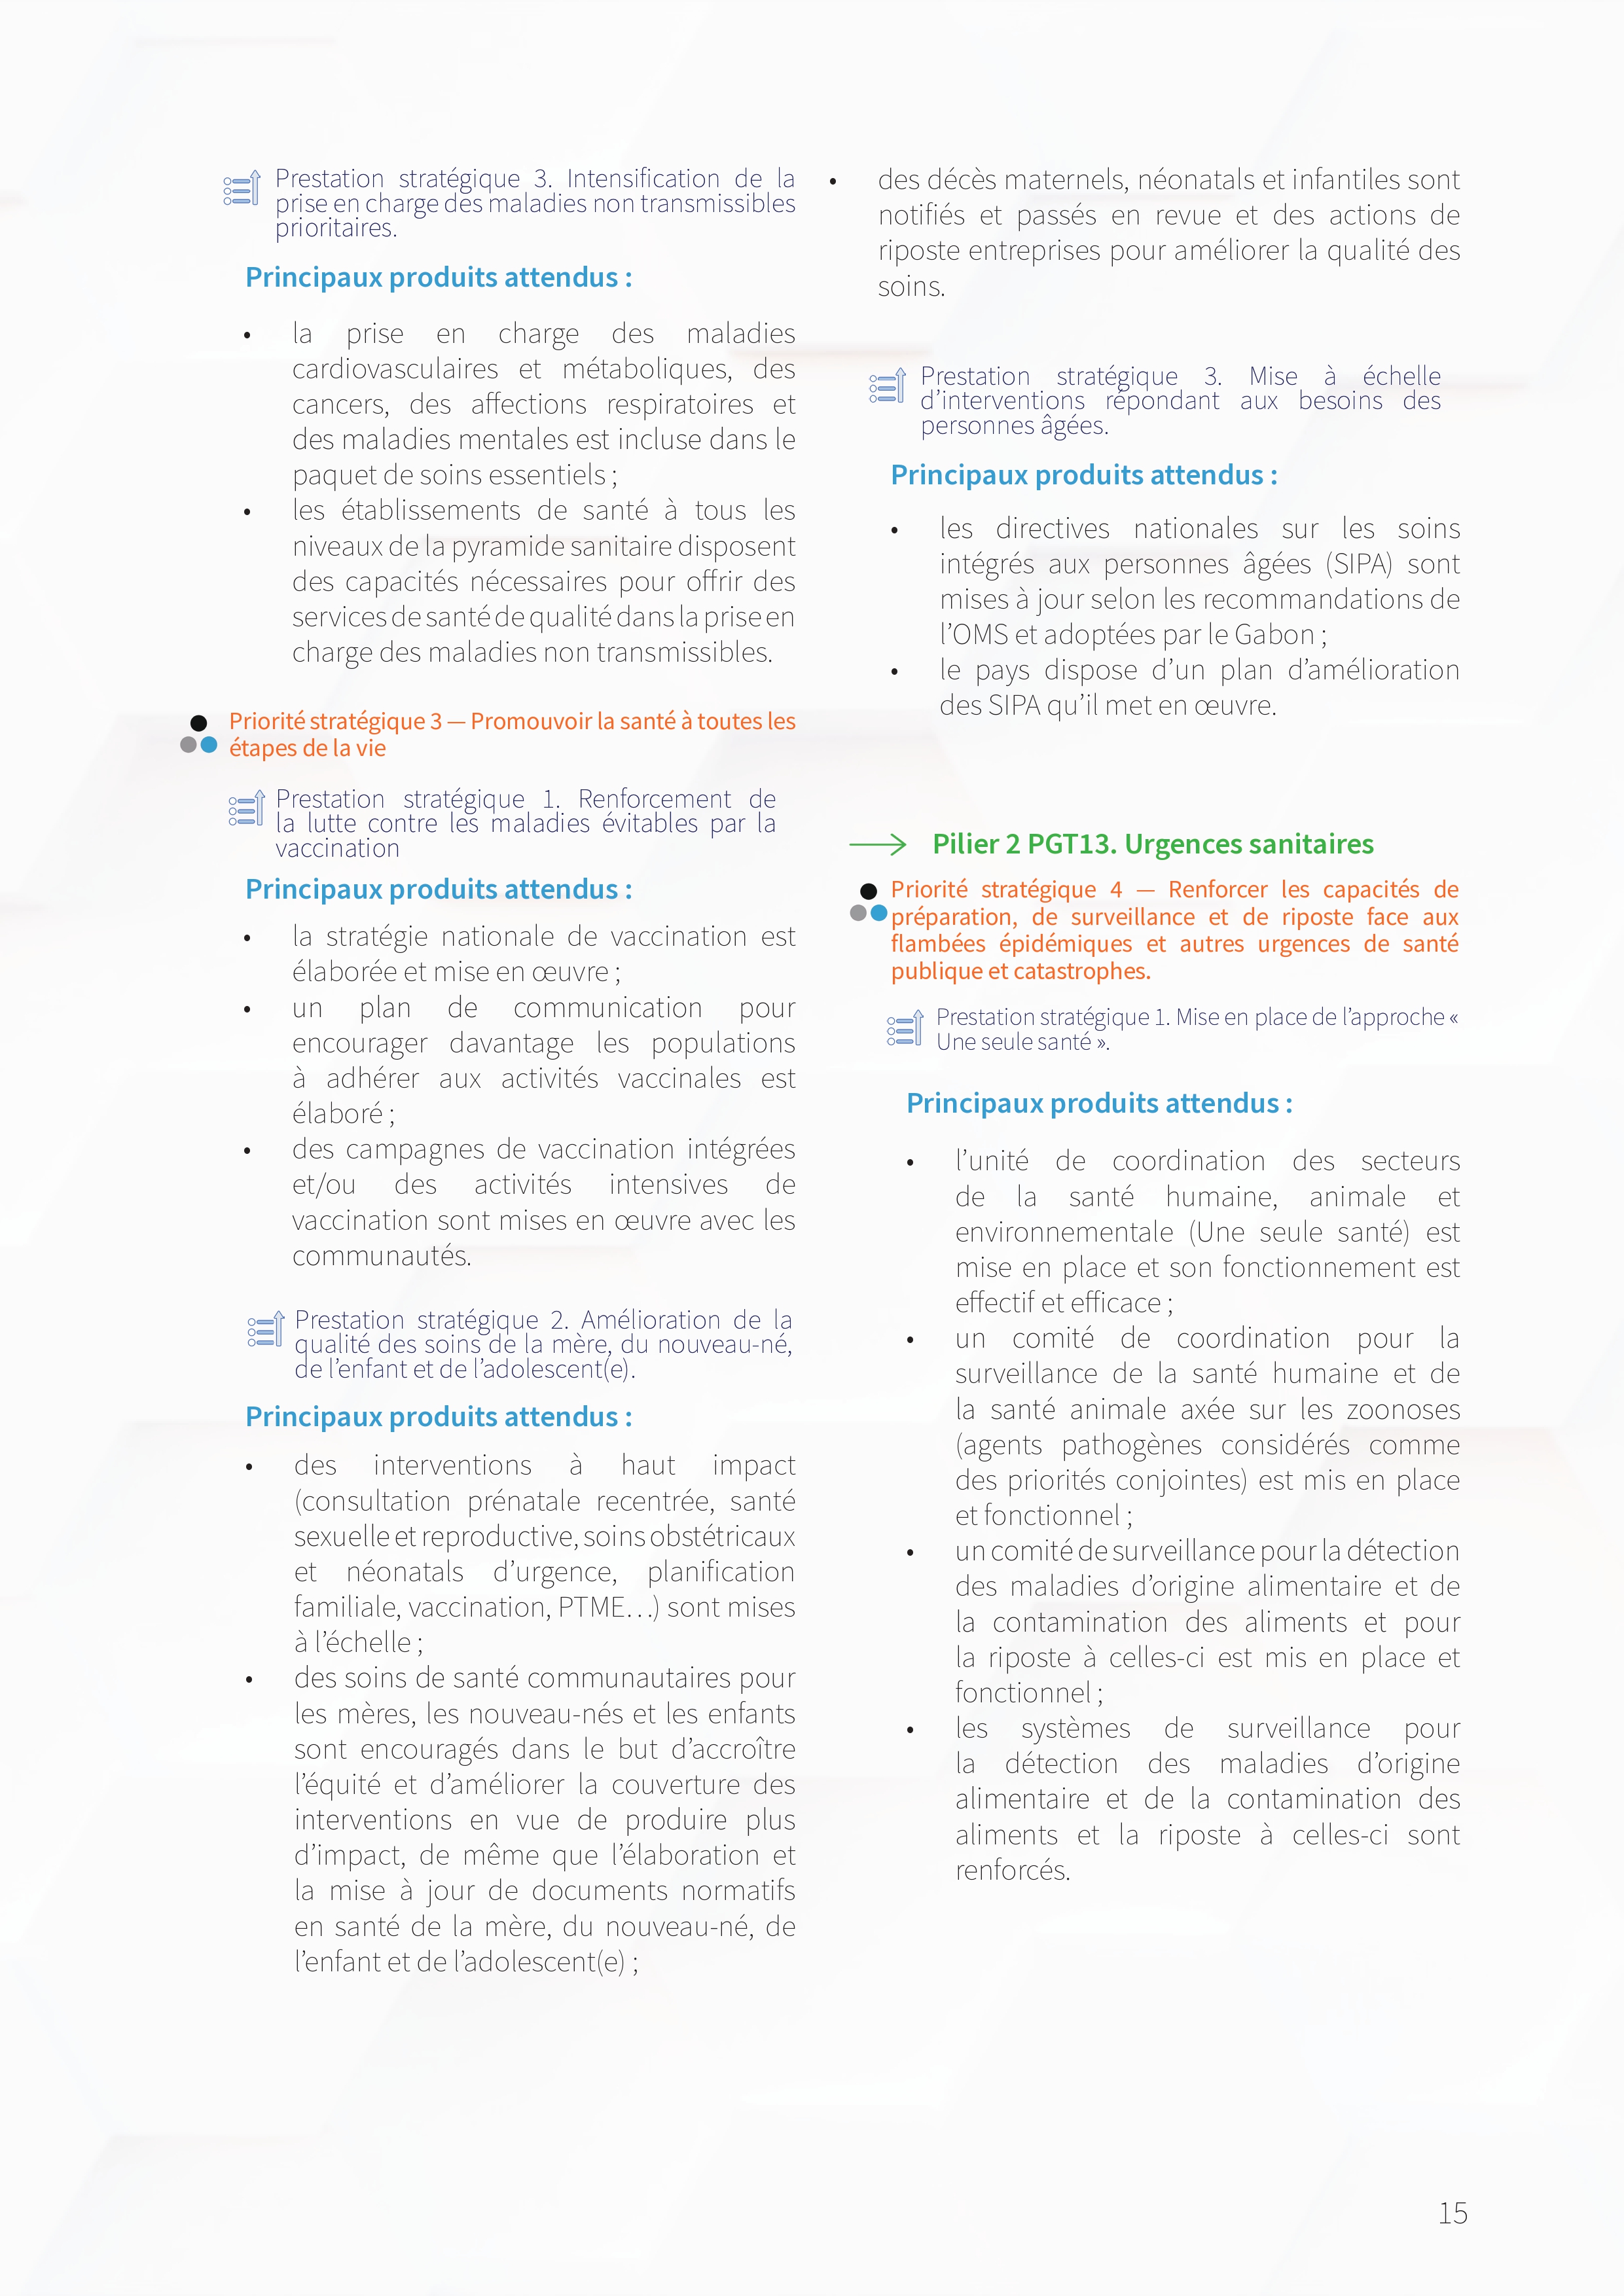 Prestation stratégique 3. Intensification de la
prise en charge des maladies non transmissibles
prioritaires.
Principaux produits attendus :
• la prise en charge des maladies
cardiovasculaires et métaboliques, des
cancers, des affections respiratoires et
des maladies mentales est incluse dans le
paquet de soins essentiels ;
• les établissements de santé à tous les
niveaux de la pyramide sanitaire disposent
des capacités nécessaires pour offrir des
services de santé de qualité dans la prise en
charge des maladies non transmissibles.
Priorité stratégique 3 — Promouvoir la santé à toutes les
étapes de la vie
Prestation stratégique 1. Renforcement de
la lutte contre les maladies évitables par la
vaccination
Principaux produits attendus :
• la stratégie nationale de vaccination est
élaborée et mise en œuvre ;
• un plan de communication pour
encourager davantage les populations
à adhérer aux activités vaccinales est
élaboré ;
• des campagnes de vaccination intégrées
et/ou des activités intensives de
vaccination sont mises en œuvre avec les
communautés.
Prestation stratégique 2. Amélioration de la
qualité des soins de la mère, du nouveau-né,
de l’enfant et de l’adolescent(e).
Principaux produits attendus :
• des interventions à haut impact
(consultation prénatale recentrée, santé
sexuelle et reproductive, soins obstétricaux
et néonatals d’urgence, planification
familiale, vaccination, PTME…) sont mises
à l’échelle ;
• des soins de santé communautaires pour
les mères, les nouveau-nés et les enfants
sont encouragés dans le but d’accroître
l’équité et d’améliorer la couverture des
interventions en vue de produire plus
d’impact, de même que l’élaboration et
la mise à jour de documents normatifs
en santé de la mère, du nouveau-né, de
l’enfant et de l’adolescent(e) ;
• des décès maternels, néonatals et infantiles sont
notifiés et passés en revue et des actions de
riposte entreprises pour améliorer la qualité des
soins.
Prestation stratégique 3. Mise à échelle
d’interventions répondant aux besoins des
personnes âgées.
Principaux produits attendus :
• les directives nationales sur les soins
intégrés aux personnes âgées (SIPA) sont
mises à jour selon les recommandations de
l’OMS et adoptées par le Gabon ;
• le pays dispose d’un plan d’amélioration
des SIPA qu’il met en œuvre.
Pilier 2 PGT13. Urgences sanitaires
Priorité stratégique 4 — Renforcer les capacités de
préparation, de surveillance et de riposte face aux
flambées épidémiques et autres urgences de santé
publique et catastrophes.
Prestation stratégique 1. Mise en place de l’approche «
Une seule santé ».
Principaux produits attendus :
• l’unité de coordination des secteurs
de la santé humaine, animale et
environnementale (Une seule santé) est
mise en place et son fonctionnement est
effectif et efficace ;
• un comité de coordination pour la
surveillance de la santé humaine et de
la santé animale axée sur les zoonoses
(agents pathogènes considérés comme
des priorités conjointes) est mis en place
et fonctionnel ;
• un comité de surveillance pour la détection
des maladies d’origine alimentaire et de
la contamination des aliments et pour
la riposte à celles-ci est mis en place et
fonctionnel ;
• les systèmes de surveillance pour
la détection des maladies d’origine
alimentaire et de la contamination des
aliments et la riposte à celles-ci sont
renforcés.
15